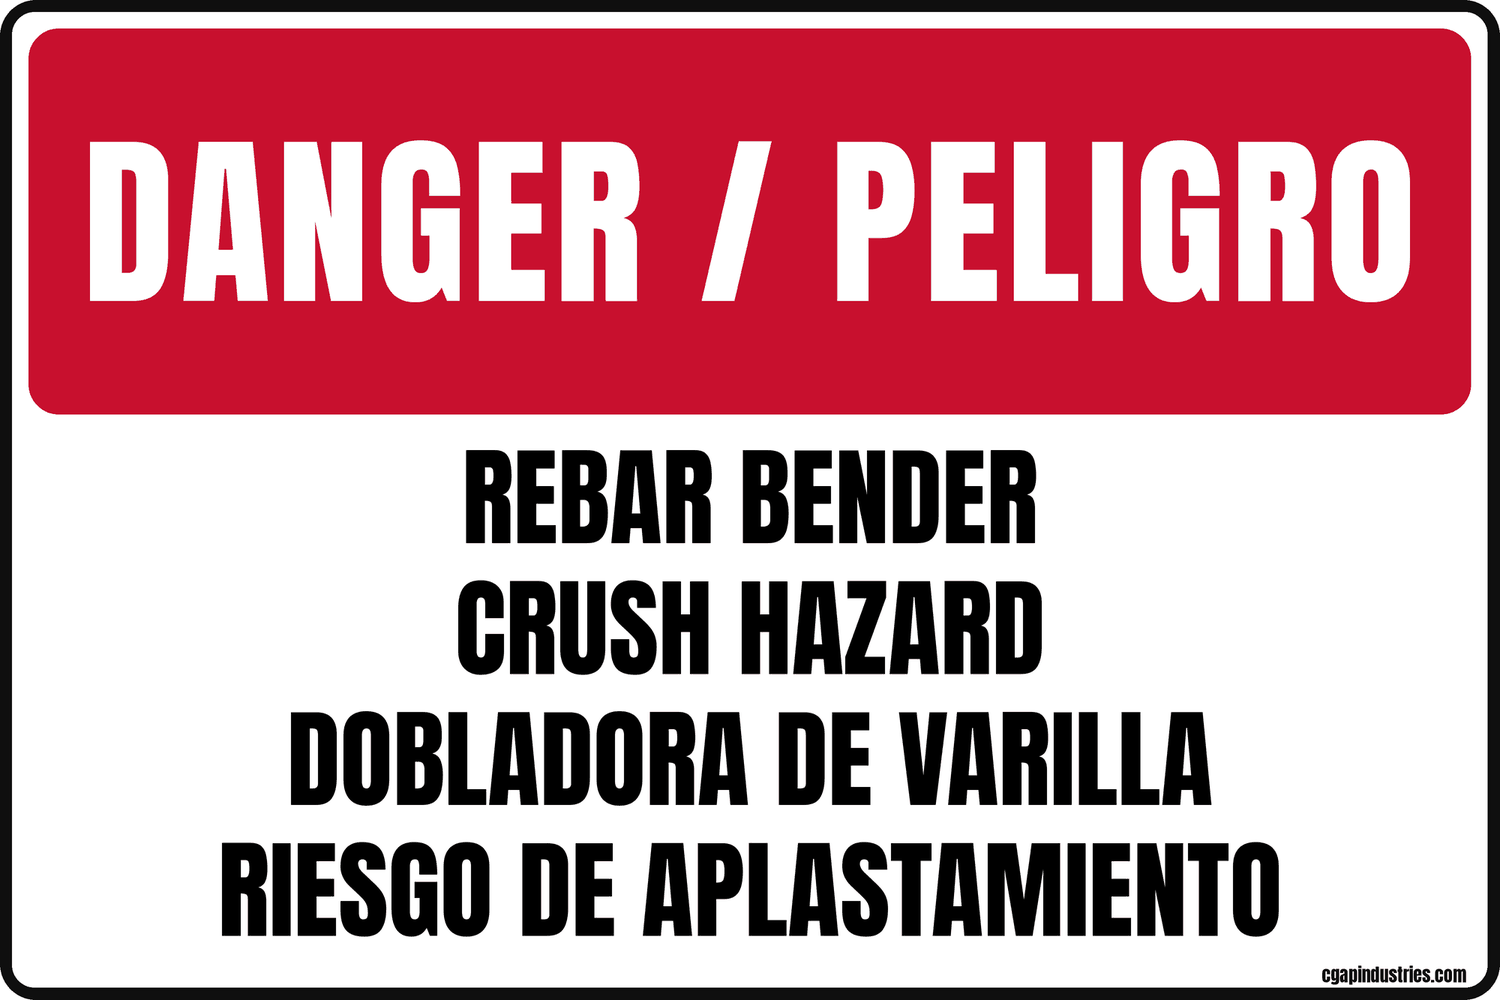 DANGER / PELIGRO
REBAR BENDER
CRUSH HAZARD
DOBLADORA DE VARILLA
RIESGO DE APLASTAMIENTO
cgapindustries.com